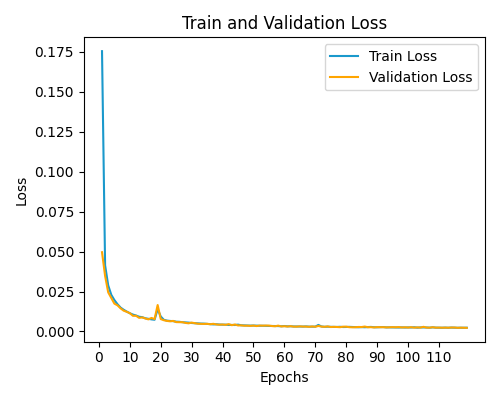 Train and Validation Loss
Train Loss
Validation Loss
0.175
0.150
0.125
0.100
0.075
0.050
0.025
0.000
Loss
0 10 20 30 40 50 60 70 80 90 100 110
Epochs